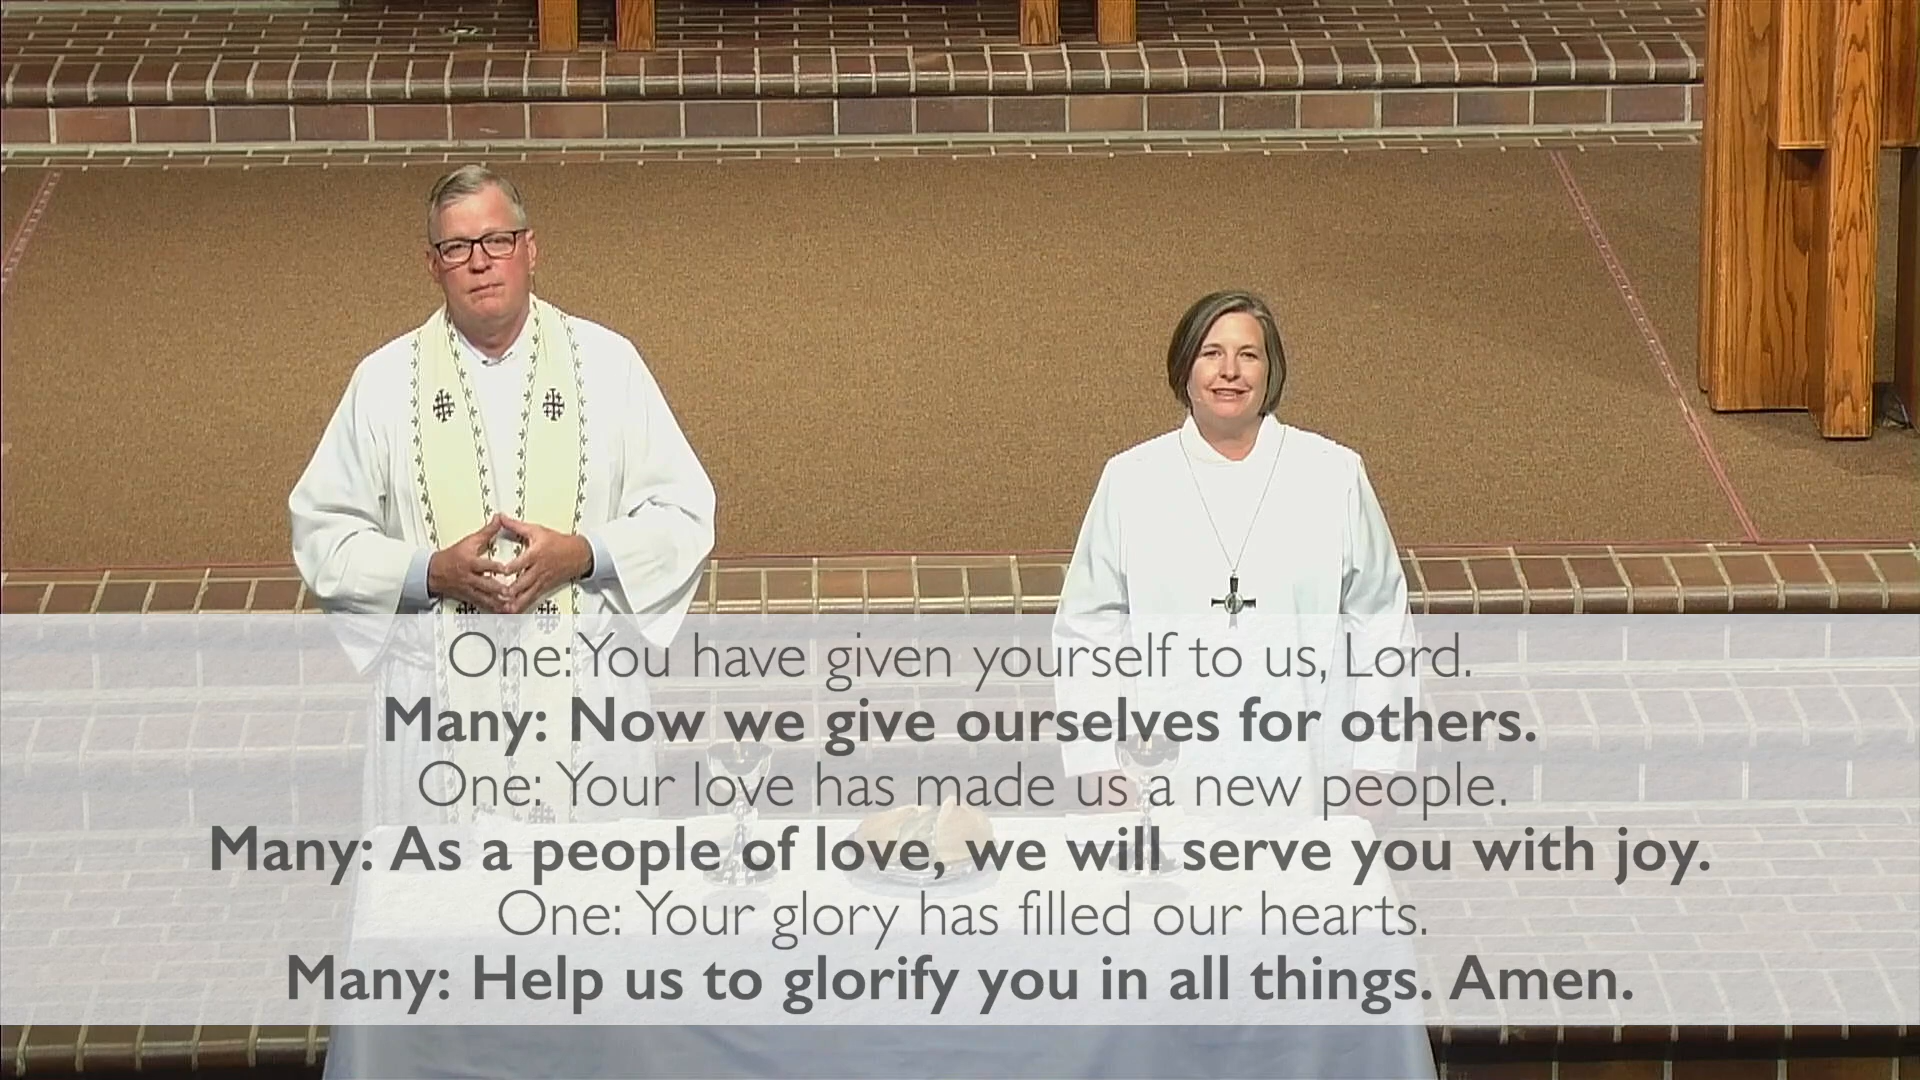 One: You have given yourself to us, Lord.
Many: Now we give ourselves for others.
One: Your love has made us a new people.
Many: As a people of love, we will serve you with joy.
One: Your glory has filled our hearts.
Many: Help us to glorify you in all things. Amen.